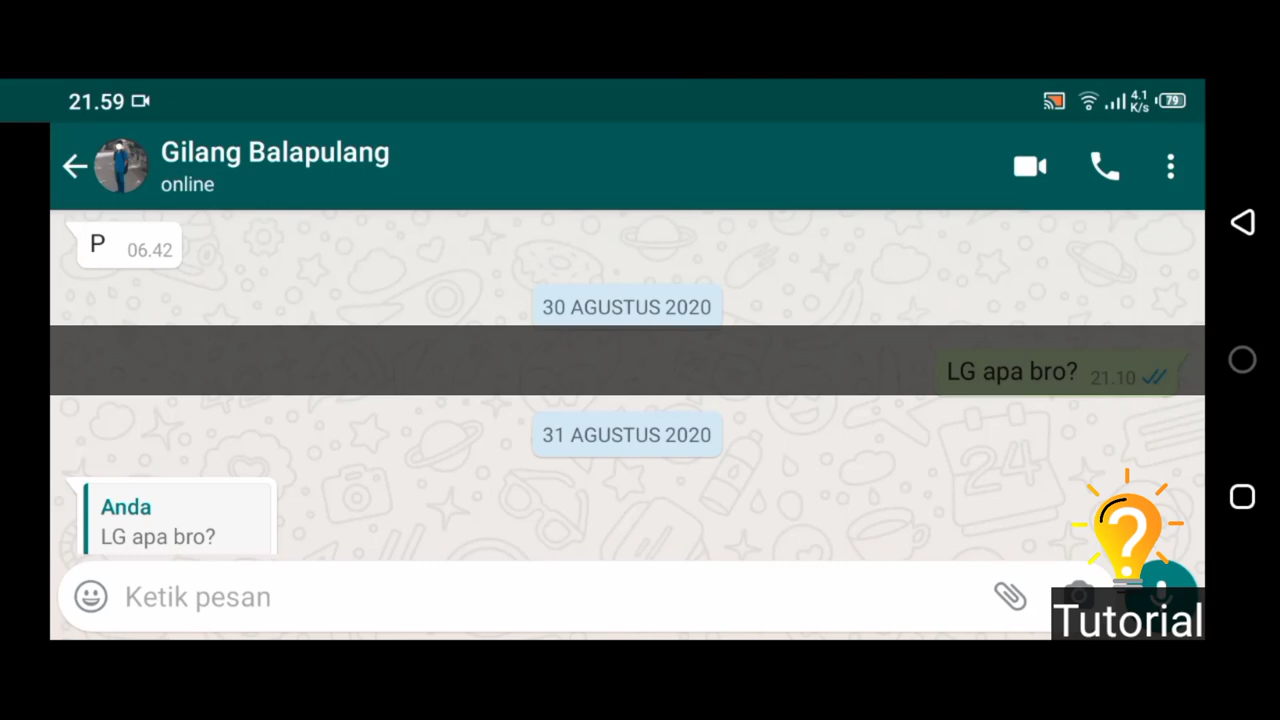 21.59
4.1
K/s
79
Gilang Balapulang
online
P 06.42
30 AGUSTUS 2020
LG apa bro? 21.10
31 AGUSTUS 2020
Anda
LG apa bro?
24
?
Ketik pesan
Tutorial